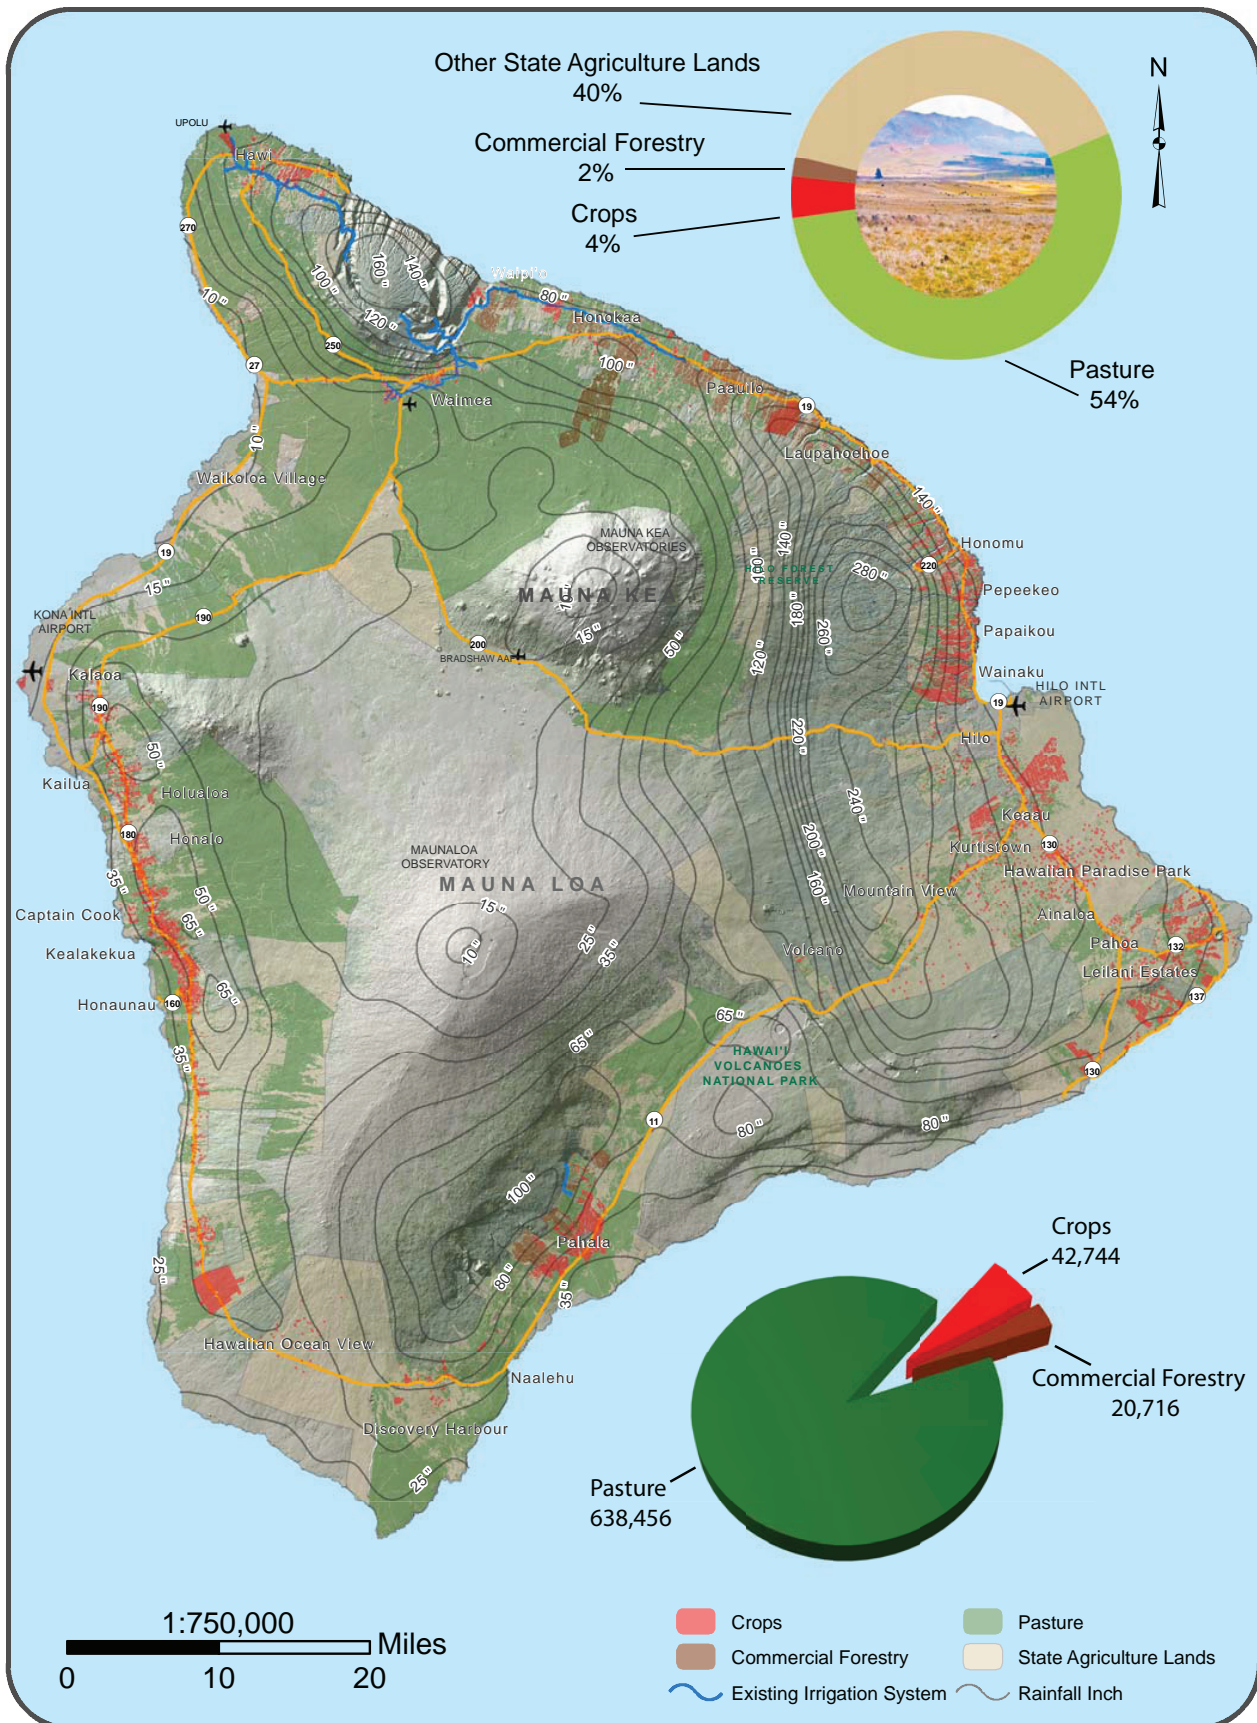 Other State Agriculture Lands
40%
Commercial Forestry
2%
Crops
4%
Pasture
54%
N
UPOLU
Hawi
270
160 "
140 "
100 "
120 "
10 "
250
27
Waipi'o
80 "
Honokaa
100 "
Waimea
Paauilo
19
Laupahoehoe
10 "
Waikoloa Village
140 "
19
15 "
MAUNA KEA
OBSERVATORIES
MAUNA KEA
10 "
15 "
50 "
140 "
100 "
HILO FOREST
RESERVE
280 "
180 "
260 "
120 "
Honomu
220
Pepeekeo
Papaikou
Wainaku
KONA INTL
AIRPORT
190
200
BRADSHAW AAF
Kalaoa
190
HILO INTL
AIRPORT
19
Hilo
220 "
50 "
Kailua
Holualoa
180
Honalo
240 "
200 "
160 "
Keaau
Kurtistown
130
Hawaiian Paradise Park
MAUNALOA
OBSERVATORY
MAUNA LOA
35 "
50 "
65 "
15 "
10 "
25 "
35 "
Mountain View
Captain Cook
Ainaloa
Kealakekua
Volcano
Pahoa
132
Leilani Estates
65 "
Honaunau
160
137
35 "
65 "
65 "
HAWAI'I
VOLCANOES
NATIONAL PARK
130
11
80 "
80 "
100 "
Pahala
80 "
35 "
25 "
Hawaiian Ocean View
Naalehu
Discovery Harbour
25 "
Crops
42,744
Commercial Forestry
20,716
Pasture
638,456
1:750,000
Miles
0 10 20
Crops
Pasture
Commercial Forestry
State Agriculture Lands
Existing Irrigation System
Rainfall Inch